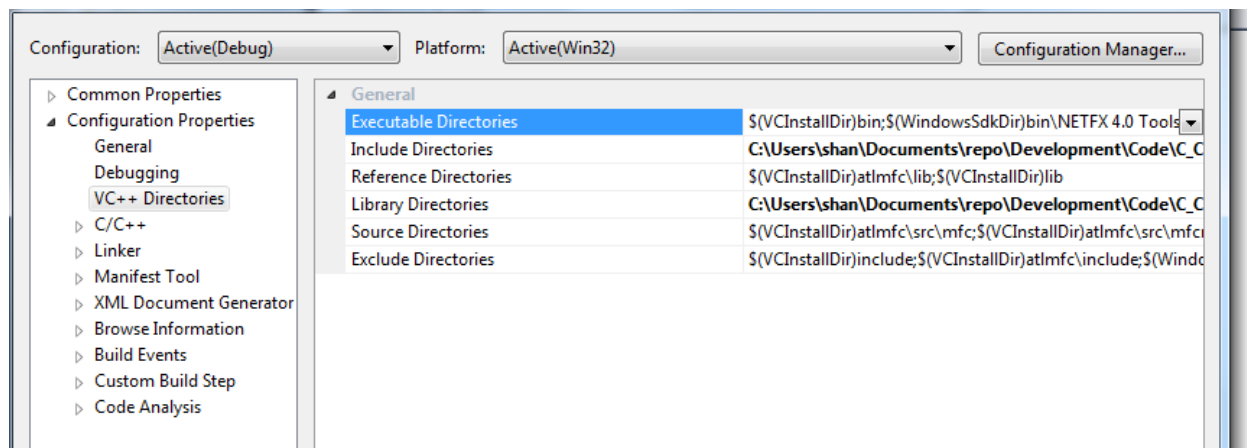 Configuration: Active(Debug) Platform: Active(Win32) Configuration Manager...
Common Properties
Configuration Properties
General
Debugging
VC++ Directories
C/C++
Linker
Manifest Tool
XML Document Generator
Browse Information
Build Events
Custom Build Step
Code Analysis
General
Executable Directories $(VCInstallDir)bin;$(WindowsSdkDir)bin\NETFX 4.0 Tools
Include Directories C:\Users\shan\Documents\repo\Development\Code\C_C
Reference Directories $(VCInstallDir)atlmfc\lib;$(VCInstallDir)lib
Library Directories C:\Users\shan\Documents\repo\Development\Code\C_C
Source Directories $(VCInstallDir)atlmfc\src\mfc;$(VCInstallDir)atlmfc\src\mfc
Exclude Directories $(VCInstallDir)include;$(VCInstallDir)atlmfc\include;$(Windo